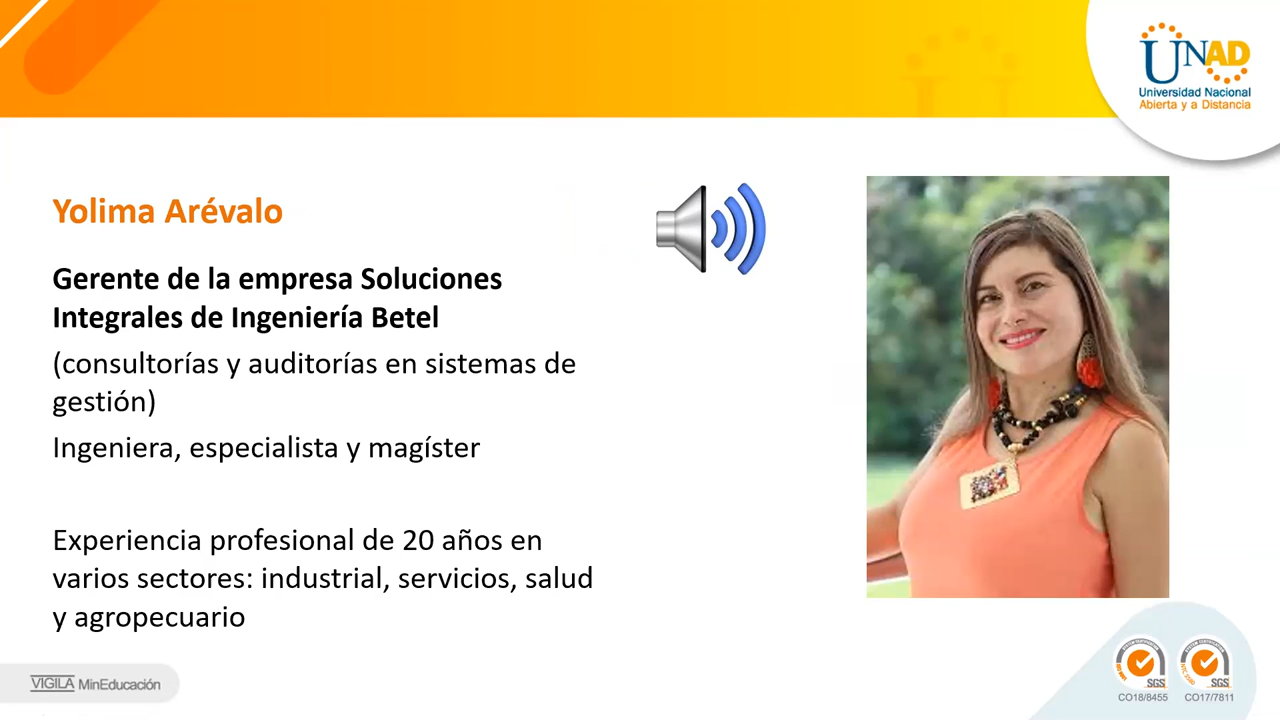 UNAD
Universidad Nacional
Abierta y a Distancia
Yolima Arévalo
Gerente de la empresa Soluciones
Integrales de Ingeniería Betel
(consultorías y auditorías en sistemas de
gestión)
Ingeniera, especialista y magíster
Experiencia profesional de 20 años en
varios sectores: industrial, servicios, salud
y agropecuario
VIGILA MinEducación
SGS
SGS
CO18/8455
CO17/7811